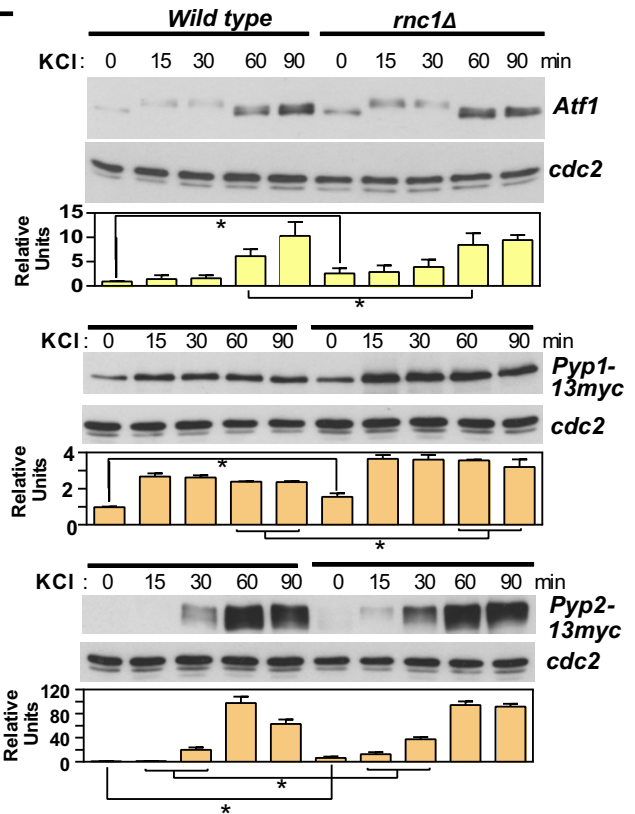 Wild type rnc1Δ
KCl: 0 15 30 60 90 0 15 30 60 90 min
Atf1
cdc2
15
10
5
0
Relative Units
*
*
KCl: 0 15 30 60 90 0 15 30 60 90 min
Pyp1-
13myc
cdc2
4
2
0
Relative Units
*
*
KCl: 0 15 30 60 90 0 15 30 60 90 min
Pyp2-
13myc
cdc2
120
80
40
0
Relative Units
*
*